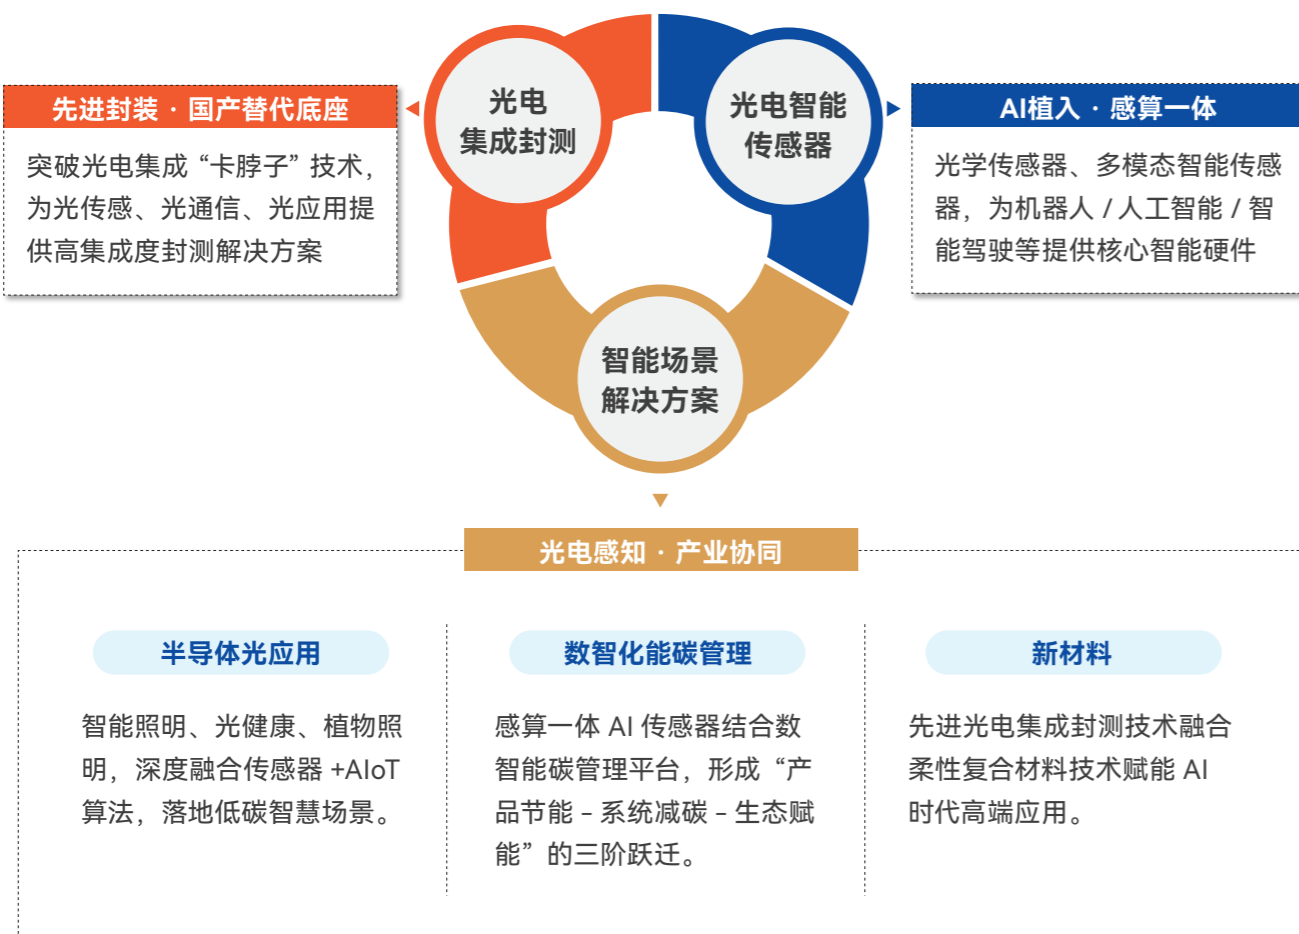 光电
集成封测
光电智能
传感器
智能场景
解决方案
先进封装 · 国产替代底座
突破光电集成“卡脖子”技术，
为光传感、光通信、光应用提
供高集成度封测解决方案
AI植入 · 感算一体
光学传感器、多模态智能传感
器，为机器人 / 人工智能 / 智
能驾驶等提供核心智能硬件
光电感知 · 产业协同
半导体光应用
智能照明、光健康、植物照
明，深度融合传感器 +AIoT
算法，落地低碳智慧场景。
数智化能碳管理
感算一体 AI 传感器结合数
智能碳管理平台，形成“产
品节能 – 系统减碳 – 生态赋
能”的三阶跃迁。
新材料
先进光电集成封测技术融合
柔性复合材料技术赋能 AI
时代高端应用。